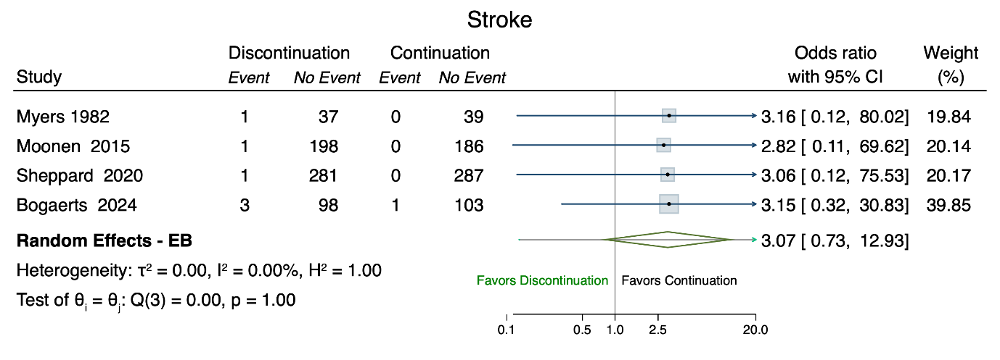 Stroke
Discontinuation Continuation Odds ratio Weight
Study Event No Event Event No Event with 95% CI (%)
Myers 1982 1 37 0 39 3.16 [ 0.12, 80.02] 19.84
Moonen 2015 1 198 0 186 2.82 [ 0.11, 69.62] 20.14
Sheppard 2020 1 281 0 287 3.06 [ 0.12, 75.53] 20.17
Bogaerts 2024 3 98 1 103 3.15 [ 0.32, 30.83] 39.85
Random Effects - EB 3.07 [ 0.73, 12.93]
Heterogeneity: τ² = 0.00, I² = 0.00%, H² = 1.00
Favors Discontinuation Favors Continuation
Test of θᵢ = θⱼ: Q(3) = 0.00, p = 1.00
0.1 0.5 1.0 2.5 20.0